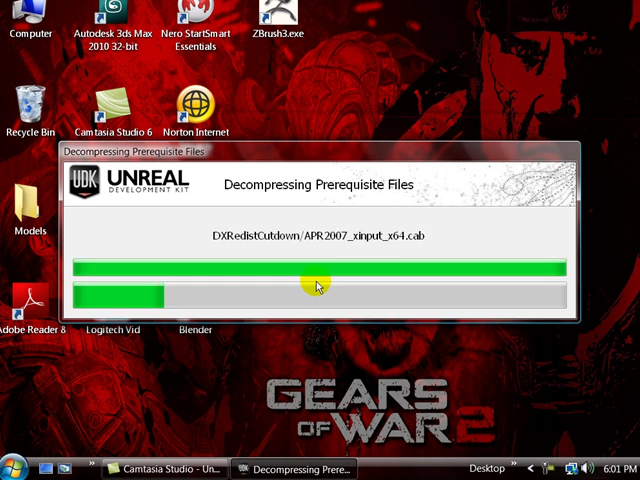 Computer
Autodesk 3ds Max
2010 32-bit
Nero StartSmart
Essentials
ZBrush3.exe
Recycle Bin
Camtasia Studio 6
Norton Internet
Decompressing Prerequisite Files
UDK
UNREAL
DEVELOPMENT KIT
Decompressing Prerequisite Files
DXRedistCutdown/APR2007_xinput_x64.cab
Models
Adobe Reader 8
Logitech Vid
Blender
GEARS
OF WAR 2
Camtasia Studio - Un...
Decompressing Prere...
Desktop
6:01 PM